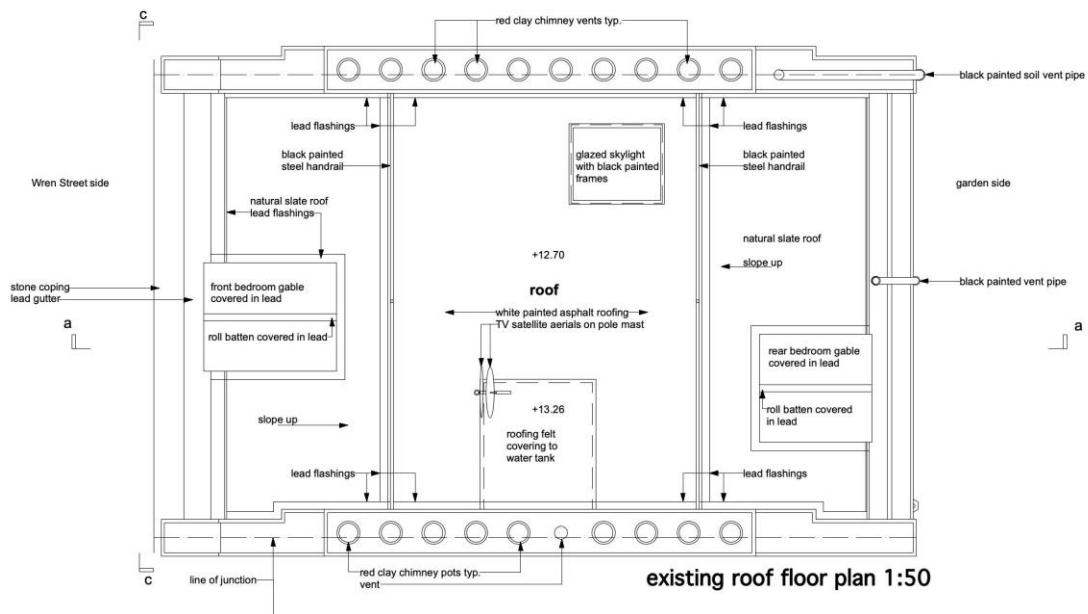 c
red clay chimney vents typ.
black painted soil vent pipe
lead flashings
lead flashings
black painted
steel handrail
glazed skylight
with black painted
frames
black painted
steel handrail
Wren Street side
garden side
natural slate roof
lead flashings
natural slate roof
+12.70
slope up
stone coping
lead gutter
front bedroom gable
covered in lead
roof
black painted vent pipe
white painted asphalt roofing
TV satellite aerials on pole mast
a
a
roll batten covered in lead
rear bedroom gable
covered in lead
+13.26
roll batten covered
in lead
slope up
roofing felt
covering to
water tank
lead flashings
lead flashings
c
line of junction
red clay chimney pots typ.
vent
existing roof floor plan 1:50